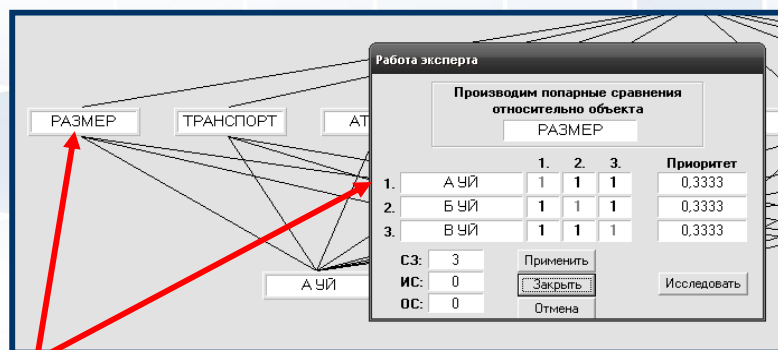 Работа эксперта
Производим попарные сравнения
относительно объекта
РАЗМЕР
РАЗМЕР ТРАНСПОРТ АТ
1. 2. 3. Приоритет
1. А УЙ 1 1 1 0,3333
2. Б УЙ 1 1 1 0,3333
3. В УЙ 1 1 1 0,3333
СЗ: 3 Применить
ИС: 0 Закрыть Исследовать
ОС: 0 Отмена
А УЙ